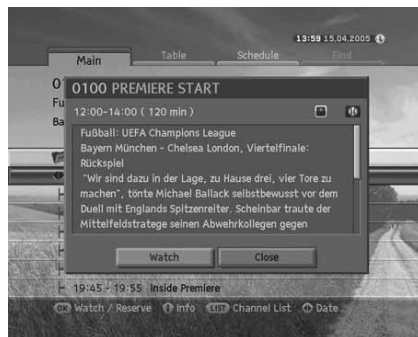 13:59 15.04.2005
Main Table Schedule Find
0100 PREMIERE START
12:00-14:00 ( 120 min )
Fußball: UEFA Champions League
Bayern München - Chelsea London, Viertelfinale:
Rückspiel
"Wir sind dazu in der Lage, zu Hause drei, vier Tore zu
machen", tönte Michael Ballack selbstbewusst vor dem
Duell mit Englands Spitzenreiter. Scheinbar traute der
Mittelfeldstratege seinen Abwehrkollegen gegen
Watch Close
19:45 - 19:55 Inside Premiere
OK Watch / Reserve Info LIST Channel List Date